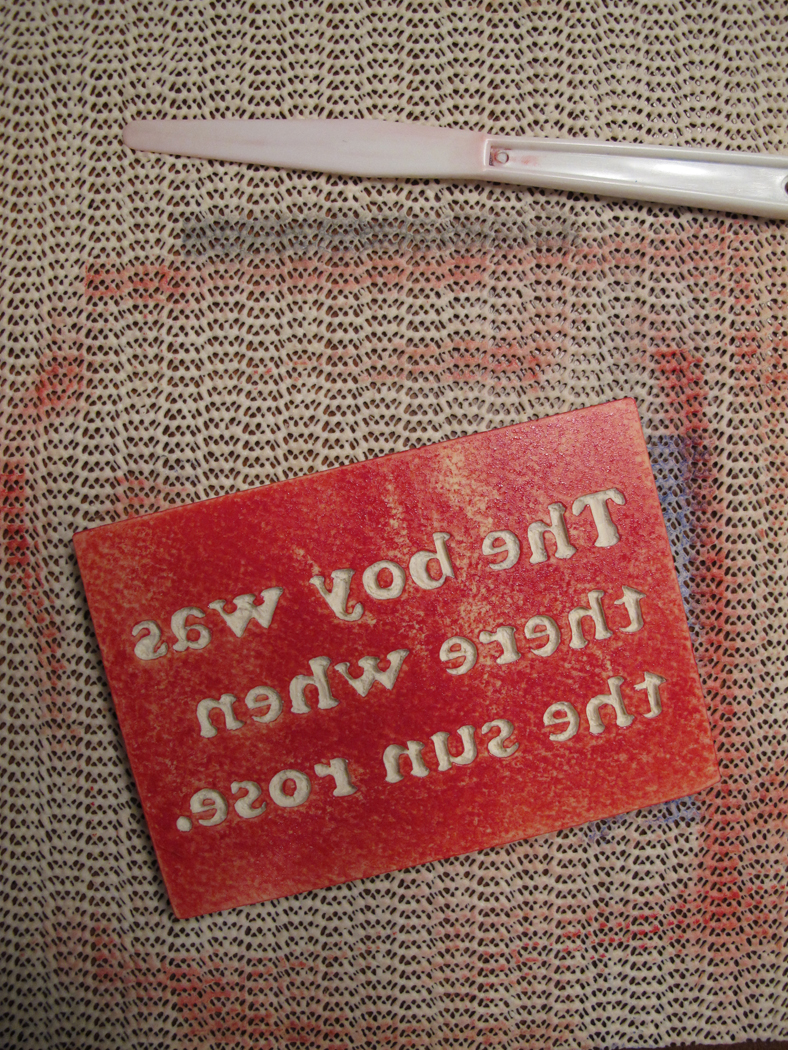 The boy was
there when
the sun rose.